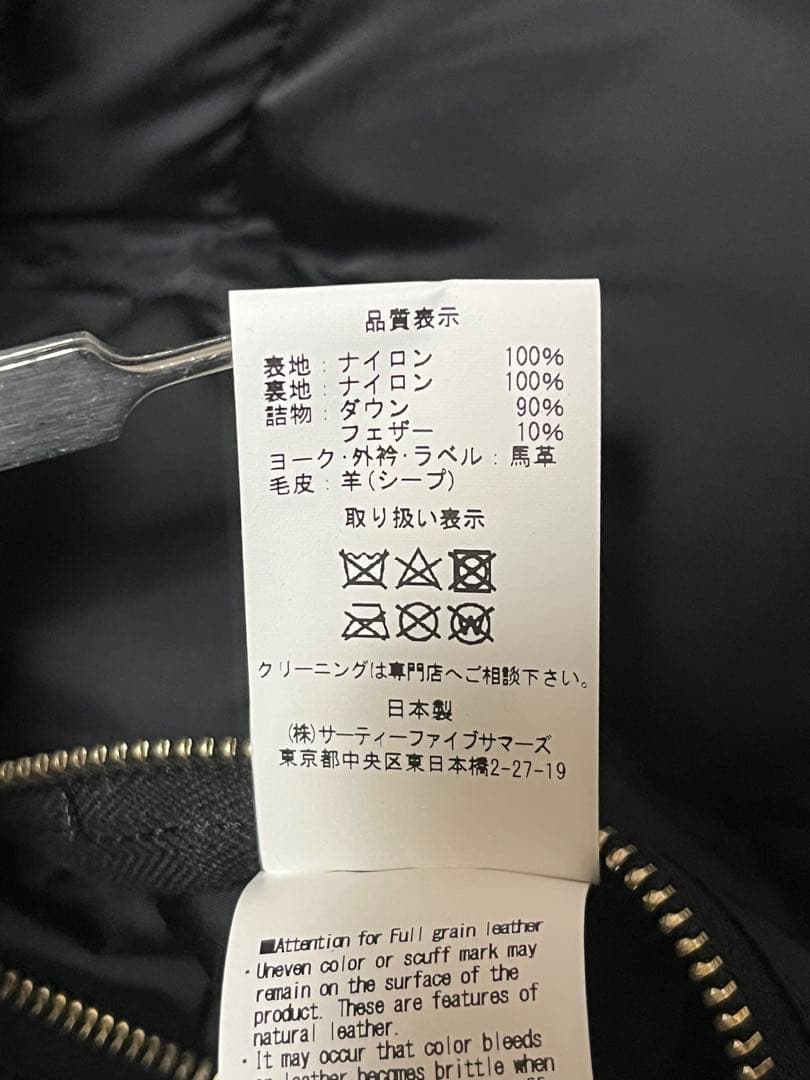 品質表示
表地：ナイロン 100%
裏地：ナイロン 100%
詰物：ダウン 90%
フェザー 10%
ヨーク・外衿・ラベル：馬革
毛皮：羊(シープ)
取り扱い表示
W
クリーニングは専門店へご相談下さい。
日本製
(株)サーティーファイブサマーズ
東京都中央区東日本橋2-27-19
■Attention for Full grain leather
・Uneven color or scuff mark may
remain on the surface of the
product. These are features of
natural leather.
・It may occur that color bleeds
or leather becomes brittle when